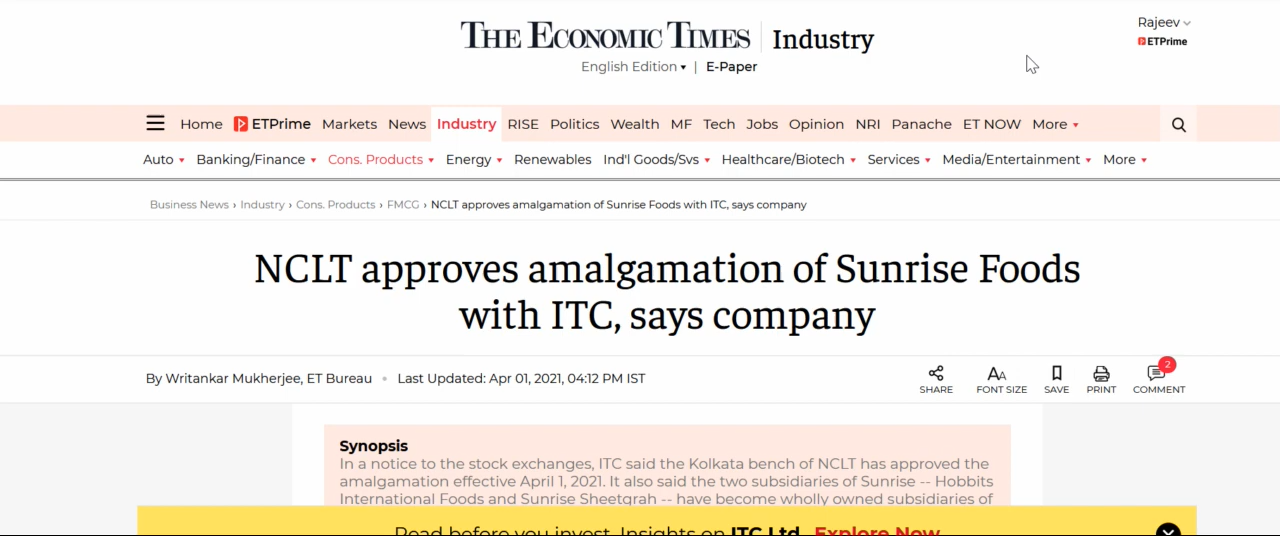 THE ECONOMIC TIMES | Industry
Rajeev
ETPrime
English Edition | E-Paper
Home ETPrime Markets News Industry RISE Politics Wealth MF Tech Jobs Opinion NRI Panache ET NOW More
Auto Banking/Finance Cons. Products Energy Renewables Ind'l Goods/Svs Healthcare/Biotech Services Media/Entertainment More
Business News › Industry › Cons. Products › FMCG › NCLT approves amalgamation of Sunrise Foods with ITC, says company
NCLT approves amalgamation of Sunrise Foods
with ITC, says company
By Writankar Mukherjee, ET Bureau • Last Updated: Apr 01, 2021, 04:12 PM IST
2
SHARE FONT SIZE SAVE PRINT COMMENT
Synopsis
In a notice to the stock exchanges, ITC said the Kolkata bench of NCLT has approved the
amalgamation effective April 1, 2021. It also said the two subsidiaries of Sunrise -- Hobbits
International Foods and Sunrise Sheetgrah -- have become wholly owned subsidiaries of
Read before you invest. Insights on ITC Ltd. Explore Now